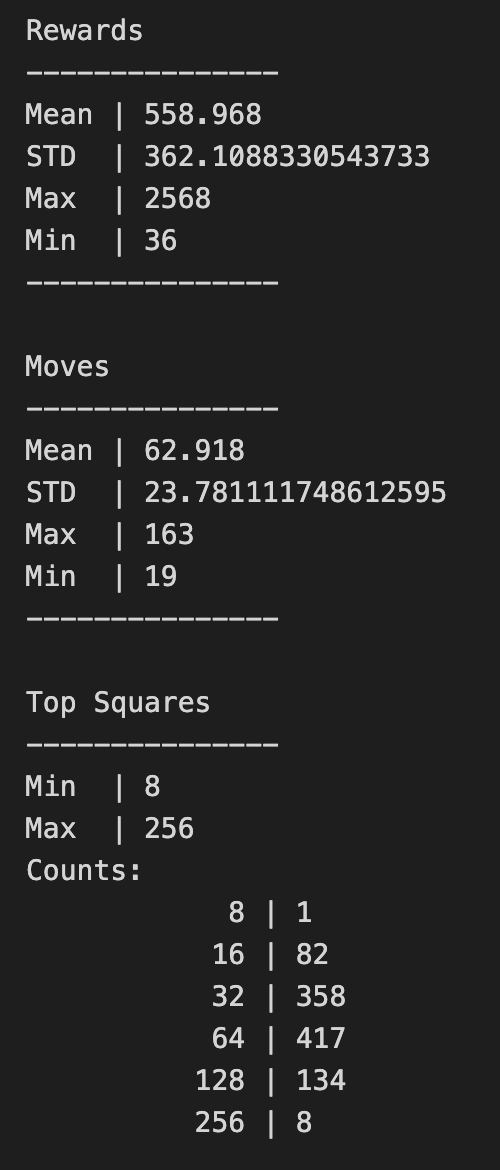 Rewards
---------------
Mean | 558.968
STD  | 362.1088330543733
Max  | 2568
Min  | 36
---------------
Moves
---------------
Mean | 62.918
STD  | 23.781111748612595
Max  | 163
Min  | 19
---------------
Top Squares
---------------
Min  | 8
Max  | 256
Counts:
            8 | 1
           16 | 82
           32 | 358
           64 | 417
          128 | 134
          256 | 8